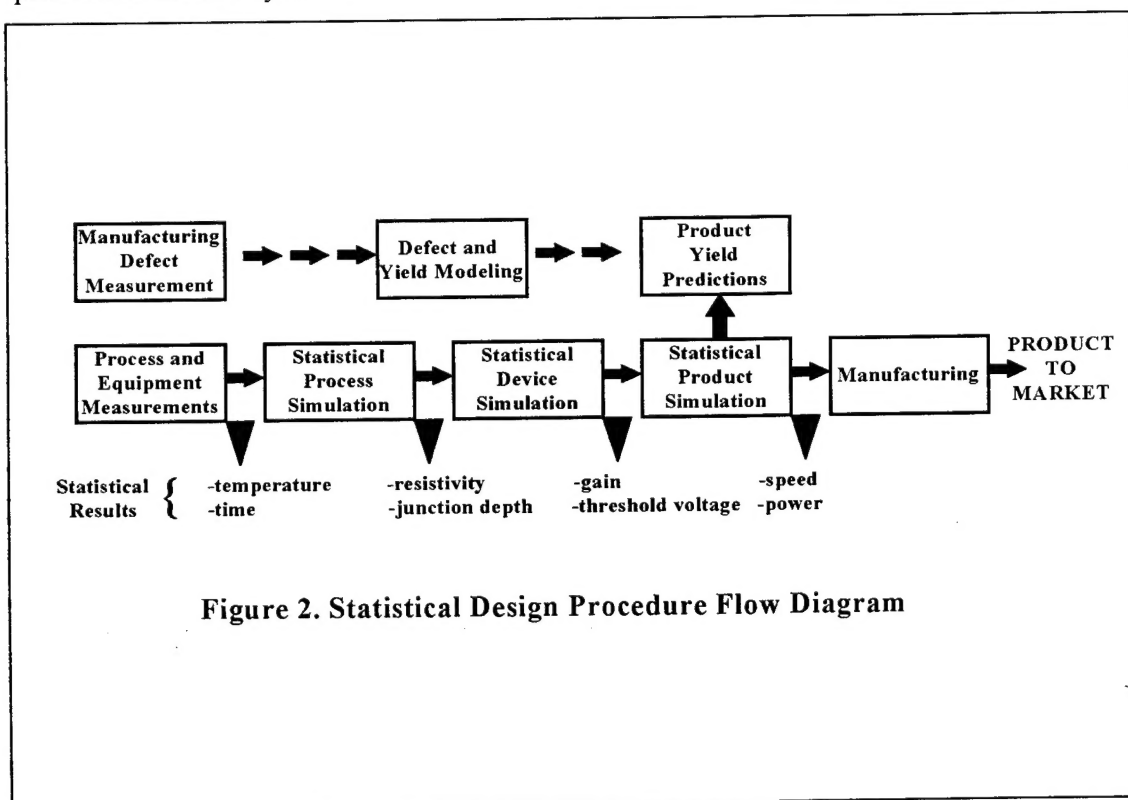 Manufacturing
Defect
Measurement
Defect and
Yield Modeling
Product
Yield
Predictions
Process and
Equipment
Measurements
Statistical
Process
Simulation
Statistical
Device
Simulation
Statistical
Product
Simulation
Manufacturing
PRODUCT
TO
MARKET
Statistical
Results
{
-temperature
-time
-resistivity
-junction depth
-gain
-threshold voltage
-speed
-power
Figure 2. Statistical Design Procedure Flow Diagram